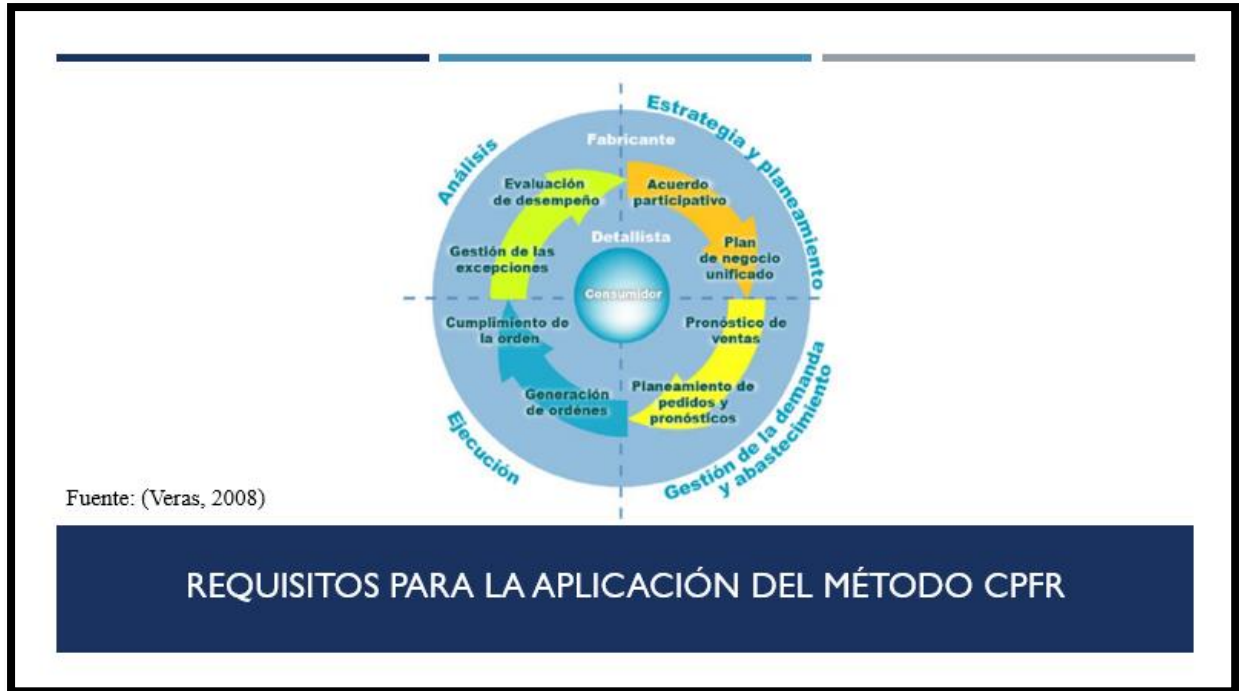 Estrategia y planeamiento
Análisis
Fabricante
Evaluación
de desempeño
Acuerdo
participativo
Detallista
Plan
de negocio
unificado
Gestión de las
excepciones
Consumidor
Cumplimiento de
la orden
Pronóstico de
ventas
Planeamiento de
pedidos y
pronósticos
Generación
de ordénes
Ejecución
Gestión de la demanda
y abastecimiento
Fuente: (Veras, 2008)
REQUISITOS PARA LA APLICACIÓN DEL MÉTODO CPFR